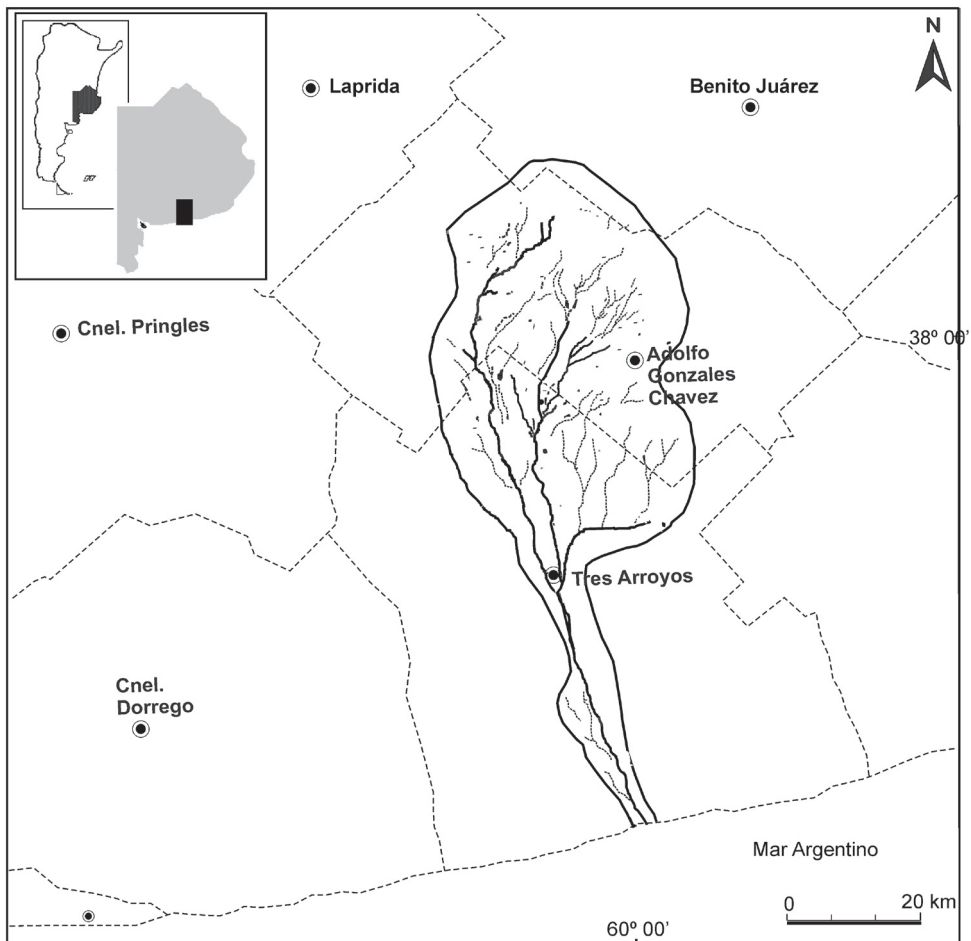 N
Laprida
Benito Juárez
Cnel. Pringles
38º 00'
Adolfo
Gonzales
Chavez
Tres Arroyos
Cnel.
Dorrego
Mar Argentino
0 20 km
60º 00'